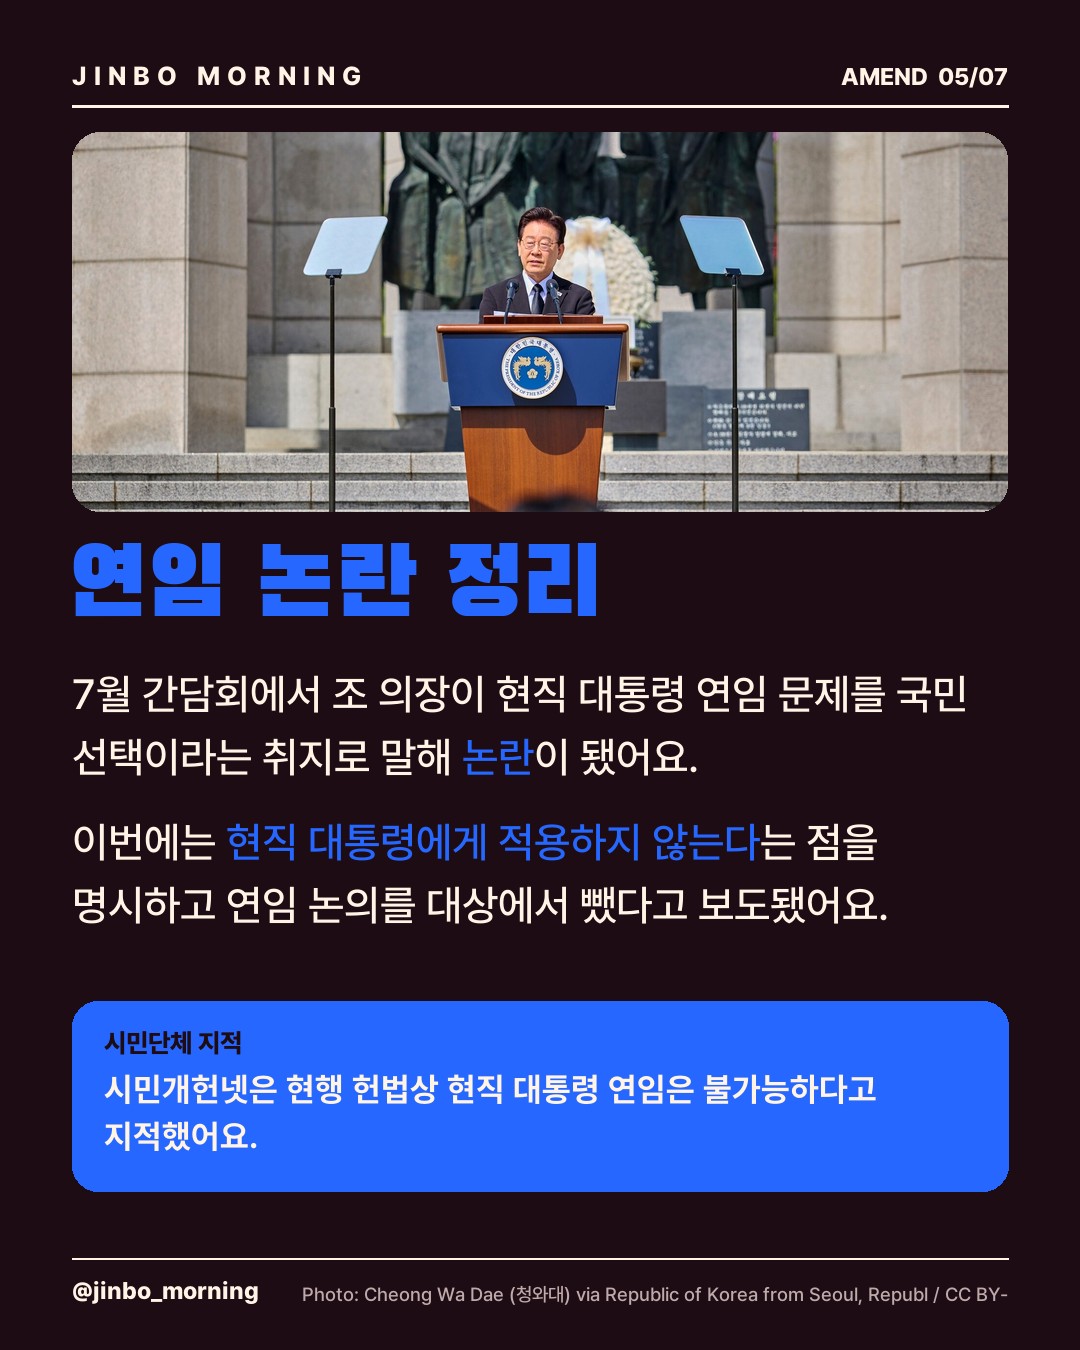 JINBO MORNING
AMEND 05/07
연임 논란 정리
7월 간담회에서 조 의장이 현직 대통령 연임 문제를 국민
선택이라는 취지로 말해 논란이 됐어요.
이번에는 현직 대통령에게 적용하지 않는다는 점을
명시하고 연임 논의를 대상에서 뺐다고 보도됐어요.
시민단체 지적
시민개헌넷은 현행 헌법상 현직 대통령 연임은 불가능하다고
지적했어요.
@jinbo_morning
Photo: Cheong Wa Dae (청와대) via Republic of Korea from Seoul, Republ / CC BY-